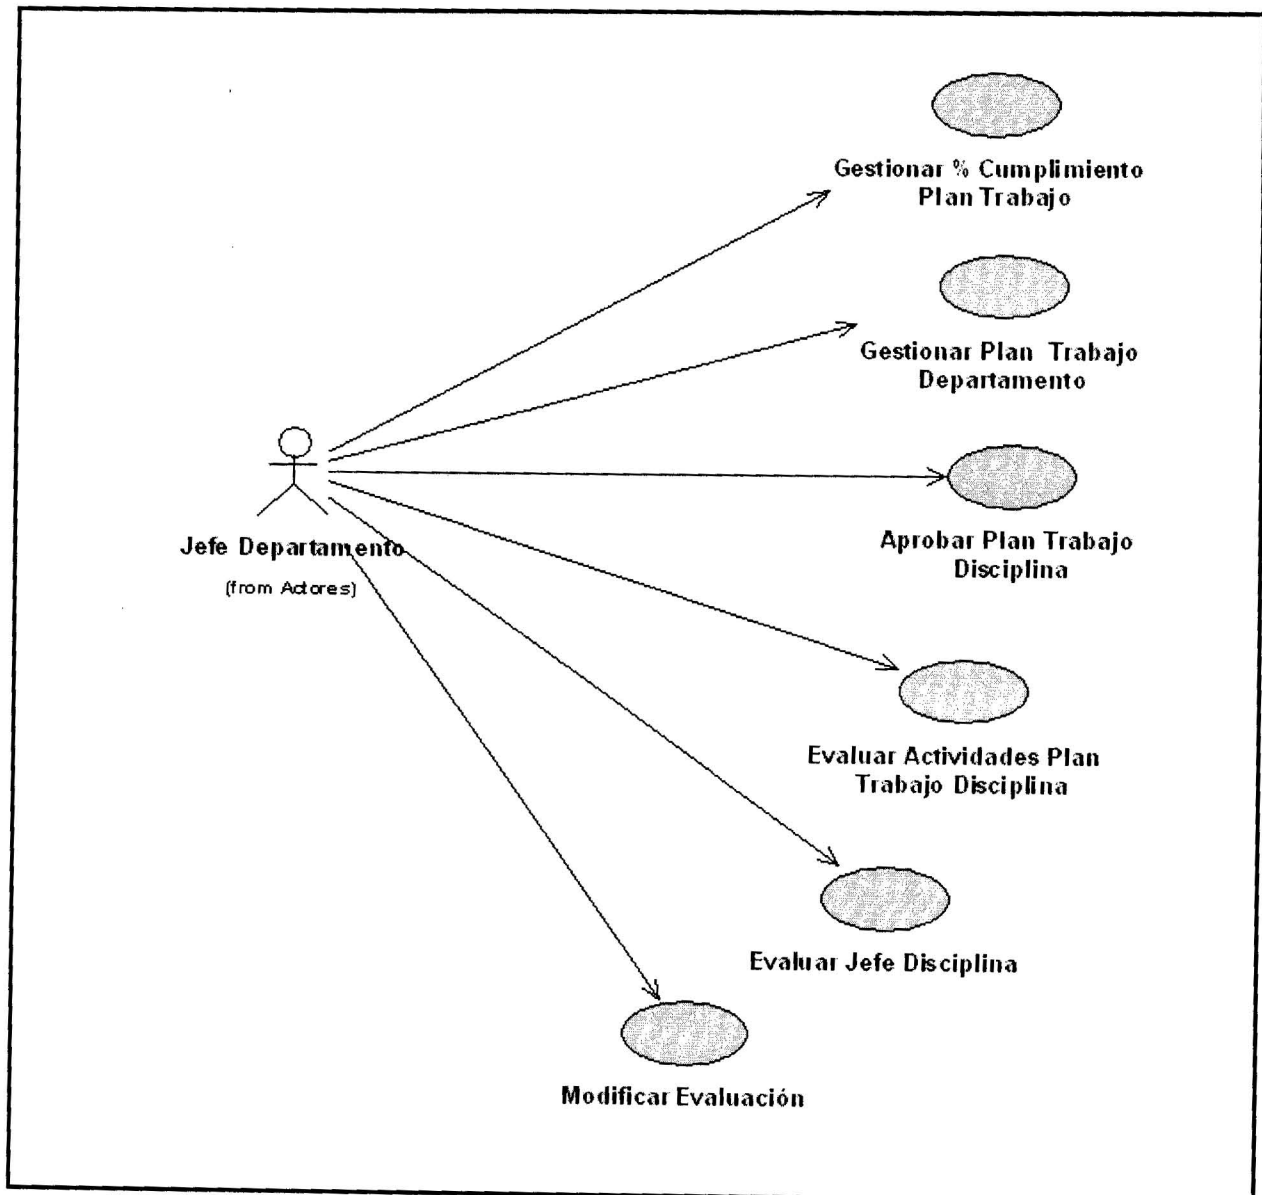 Gestionar % Cumplimiento
Plan Trabajo
Gestionar Plan Trabajo
Departamento
Jefe Departamento
(from Actores)
Aprobar Plan Trabajo
Disciplina
Evaluar Actividades Plan
Trabajo Disciplina
Evaluar Jefe Disciplina
Modificar Evaluación